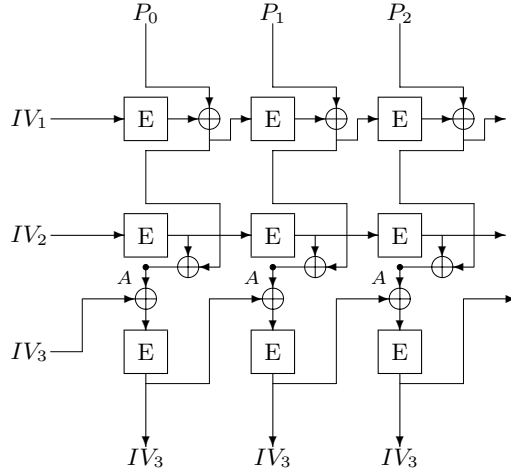 P₀ P₁ P₂
IV₁ E E E
IV₂ E E E
A A A
IV₃ E E E
IV₃ IV₃ IV₃